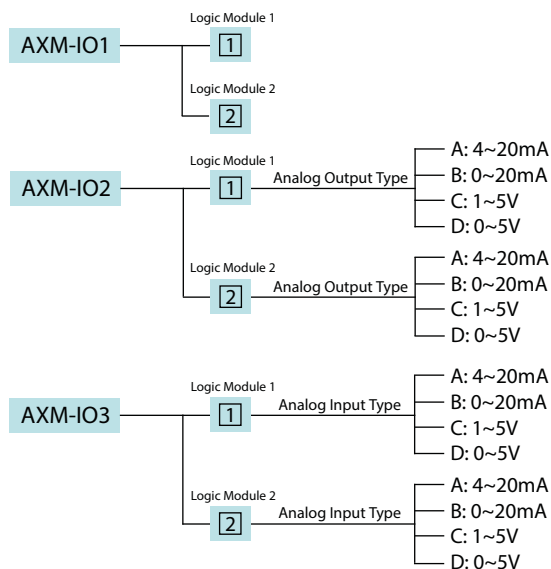 Logic Module 1
AXM-IO1
1
Logic Module 2
2
Logic Module 1
AXM-IO2
1
Analog Output Type
A: 4~20mA
B: 0~20mA
C: 1~5V
D: 0~5V
Logic Module 2
2
Analog Output Type
A: 4~20mA
B: 0~20mA
C: 1~5V
D: 0~5V
Logic Module 1
AXM-IO3
1
Analog Input Type
A: 4~20mA
B: 0~20mA
C: 1~5V
D: 0~5V
Logic Module 2
2
Analog Input Type
A: 4~20mA
B: 0~20mA
C: 1~5V
D: 0~5V